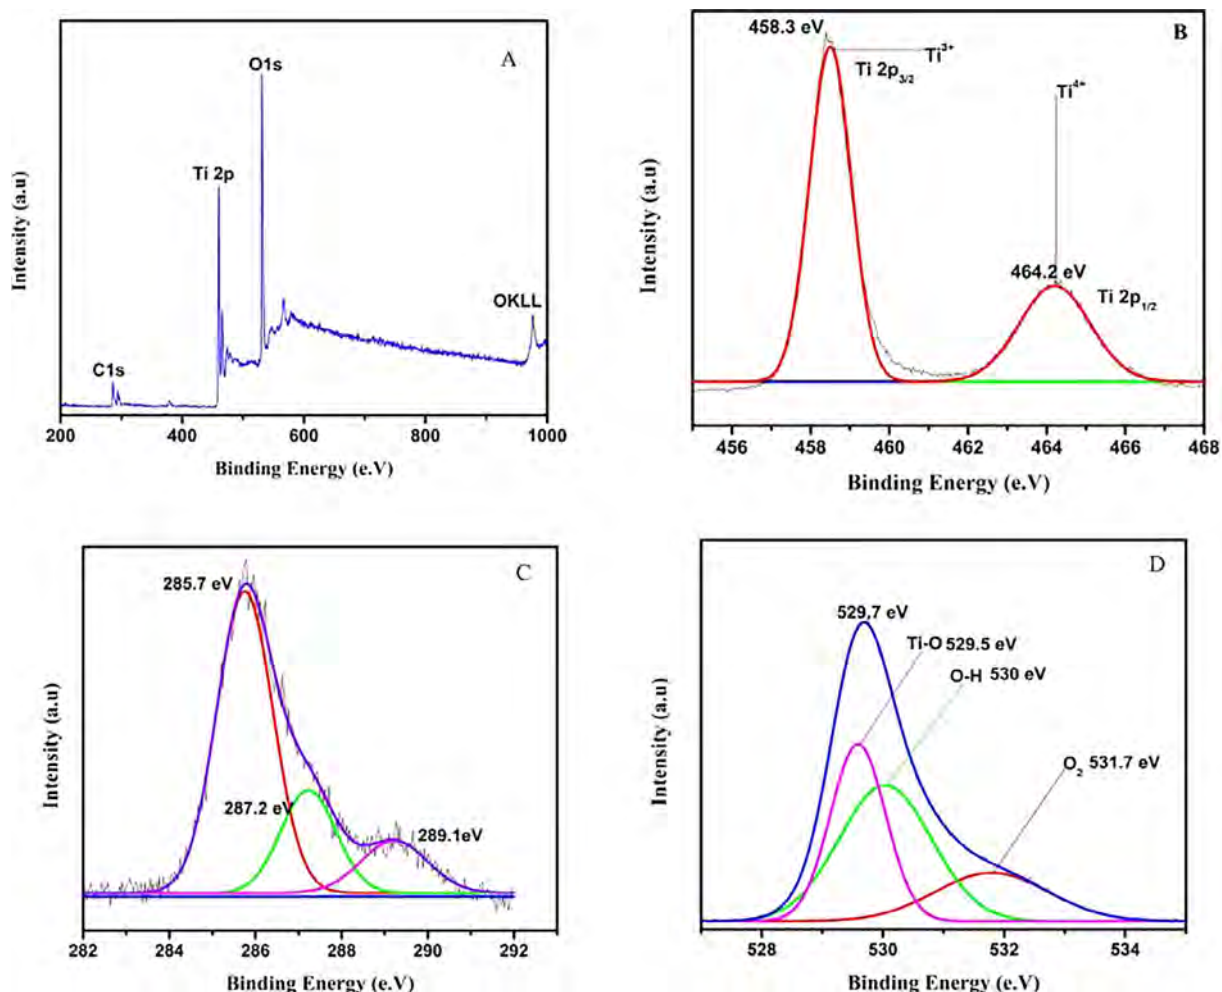 A
O1s
Ti 2p
C1s
OKLL
Intensity (a.u)
200 400 600 800 1000
Binding Energy (e.V)
B
458.3 eV
Ti³⁺
Ti 2p₃/₂
Ti⁴⁺
464.2 eV
Ti 2p₁/₂
Intensity (a.u)
456 458 460 462 464 466 468
Binding Energy (e.V)
C
285.7 eV
287.2 eV
289.1eV
Intensity (a.u)
282 284 286 288 290 292
Binding Energy (e.V)
D
529,7 eV
Ti-O 529.5 eV
O-H 530 eV
O₂ 531.7 eV
Intensity (a.u)
528 530 532 534
Binding Energy (e.V)